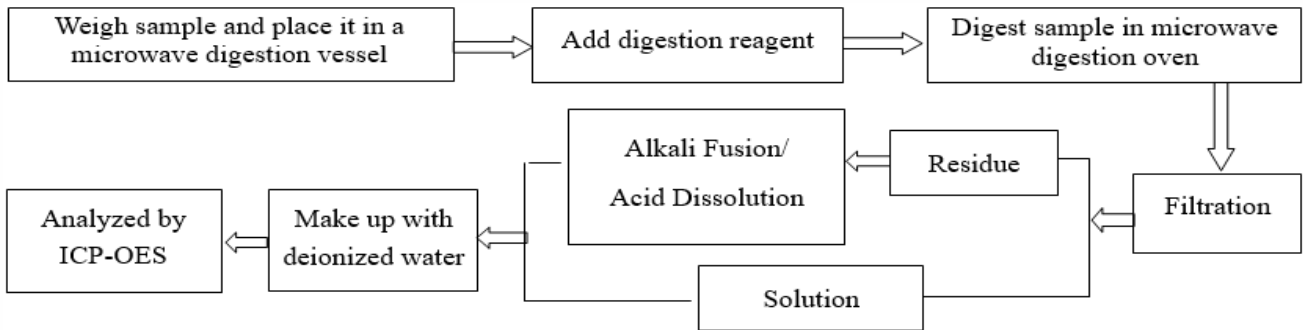 Weigh sample and place it in a
microwave digestion vessel
Add digestion reagent
Digest sample in microwave
digestion oven
Filtration
Residue
Alkali Fusion/
Acid Dissolution
Solution
Make up with
deionized water
Analyzed by
ICP-OES